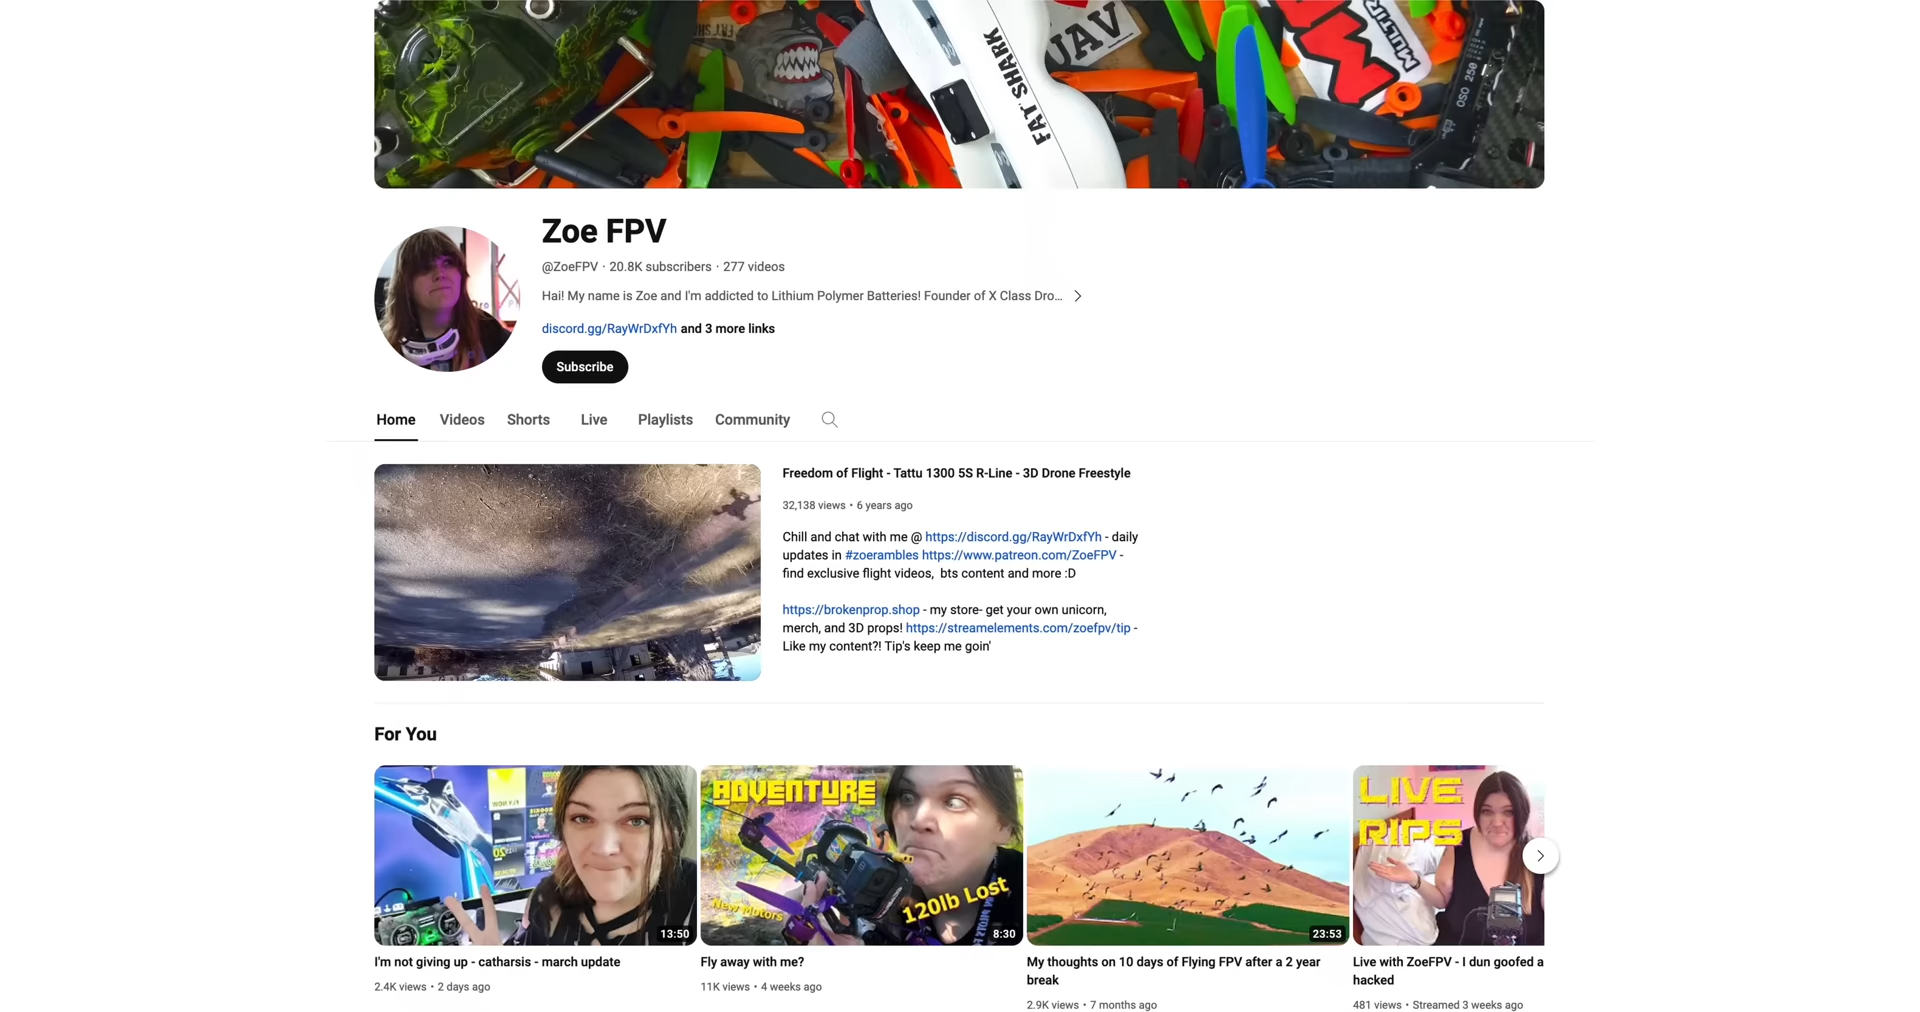 FAT SHARK
UAV
MULTIR
OSO 250
Zoe FPV
@ZoeFPV · 20.8K subscribers · 277 videos
Hai! My name is Zoe and I'm addicted to Lithium Polymer Batteries! Founder of X Class Dro...
discord.gg/RayWrDxfYh and 3 more links
Subscribe
Home Videos Shorts Live Playlists Community
Freedom of Flight - Tattu 1300 5S R-Line - 3D Drone Freestyle
32,138 views • 6 years ago
Chill and chat with me @ https://discord.gg/RayWrDxfYh - daily
updates in #zoerambles https://www.patreon.com/ZoeFPV -
find exclusive flight videos,  bts content and more :D
https://brokenprop.shop - my store- get your own unicorn,
merch, and 3D props! https://streamelements.com/zoefpv/tip -
Like my content?! Tip's keep me goin'
For You
13:50
ADVENTURE
New Motors
120lb Lost
8:30
23:53
LIVE
RIPS
I'm not giving up - catharsis - march update
2.4K views • 2 days ago
Fly away with me?
11K views • 4 weeks ago
My thoughts on 10 days of Flying FPV after a 2 year
break
2.9K views • 7 months ago
Live with ZoeFPV - I dun goofed a
hacked
481 views • Streamed 3 weeks ago